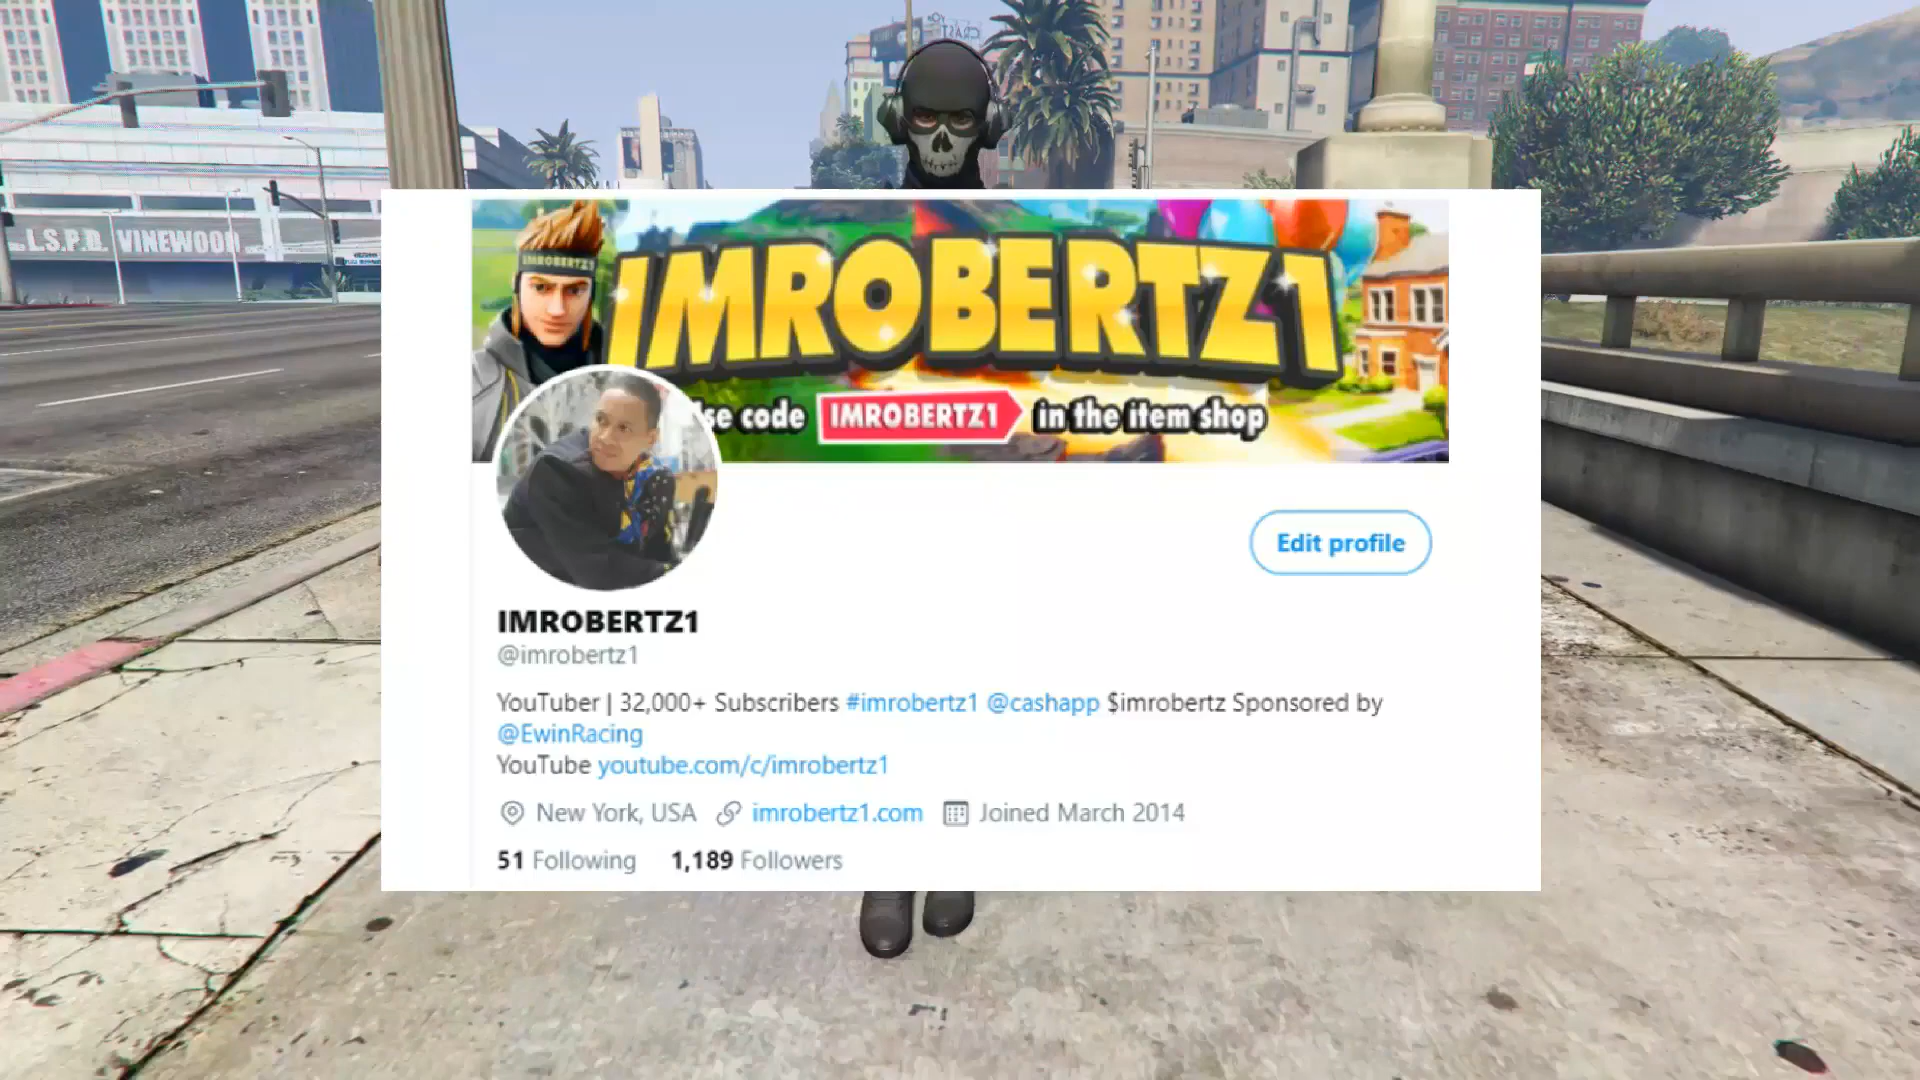 L.S.P.D. VINEWOOD
IMROBERTZ1
IMROBERTZ1
se code IMROBERTZ1 in the item shop
Edit profile
IMROBERTZ1
@imrobertz1
YouTuber | 32,000+ Subscribers #imrobertz1 @cashapp $imrobertz Sponsored by
@EwinRacing
YouTube youtube.com/c/imrobertz1
New York, USA imrobertz1.com Joined March 2014
51 Following 1,189 Followers